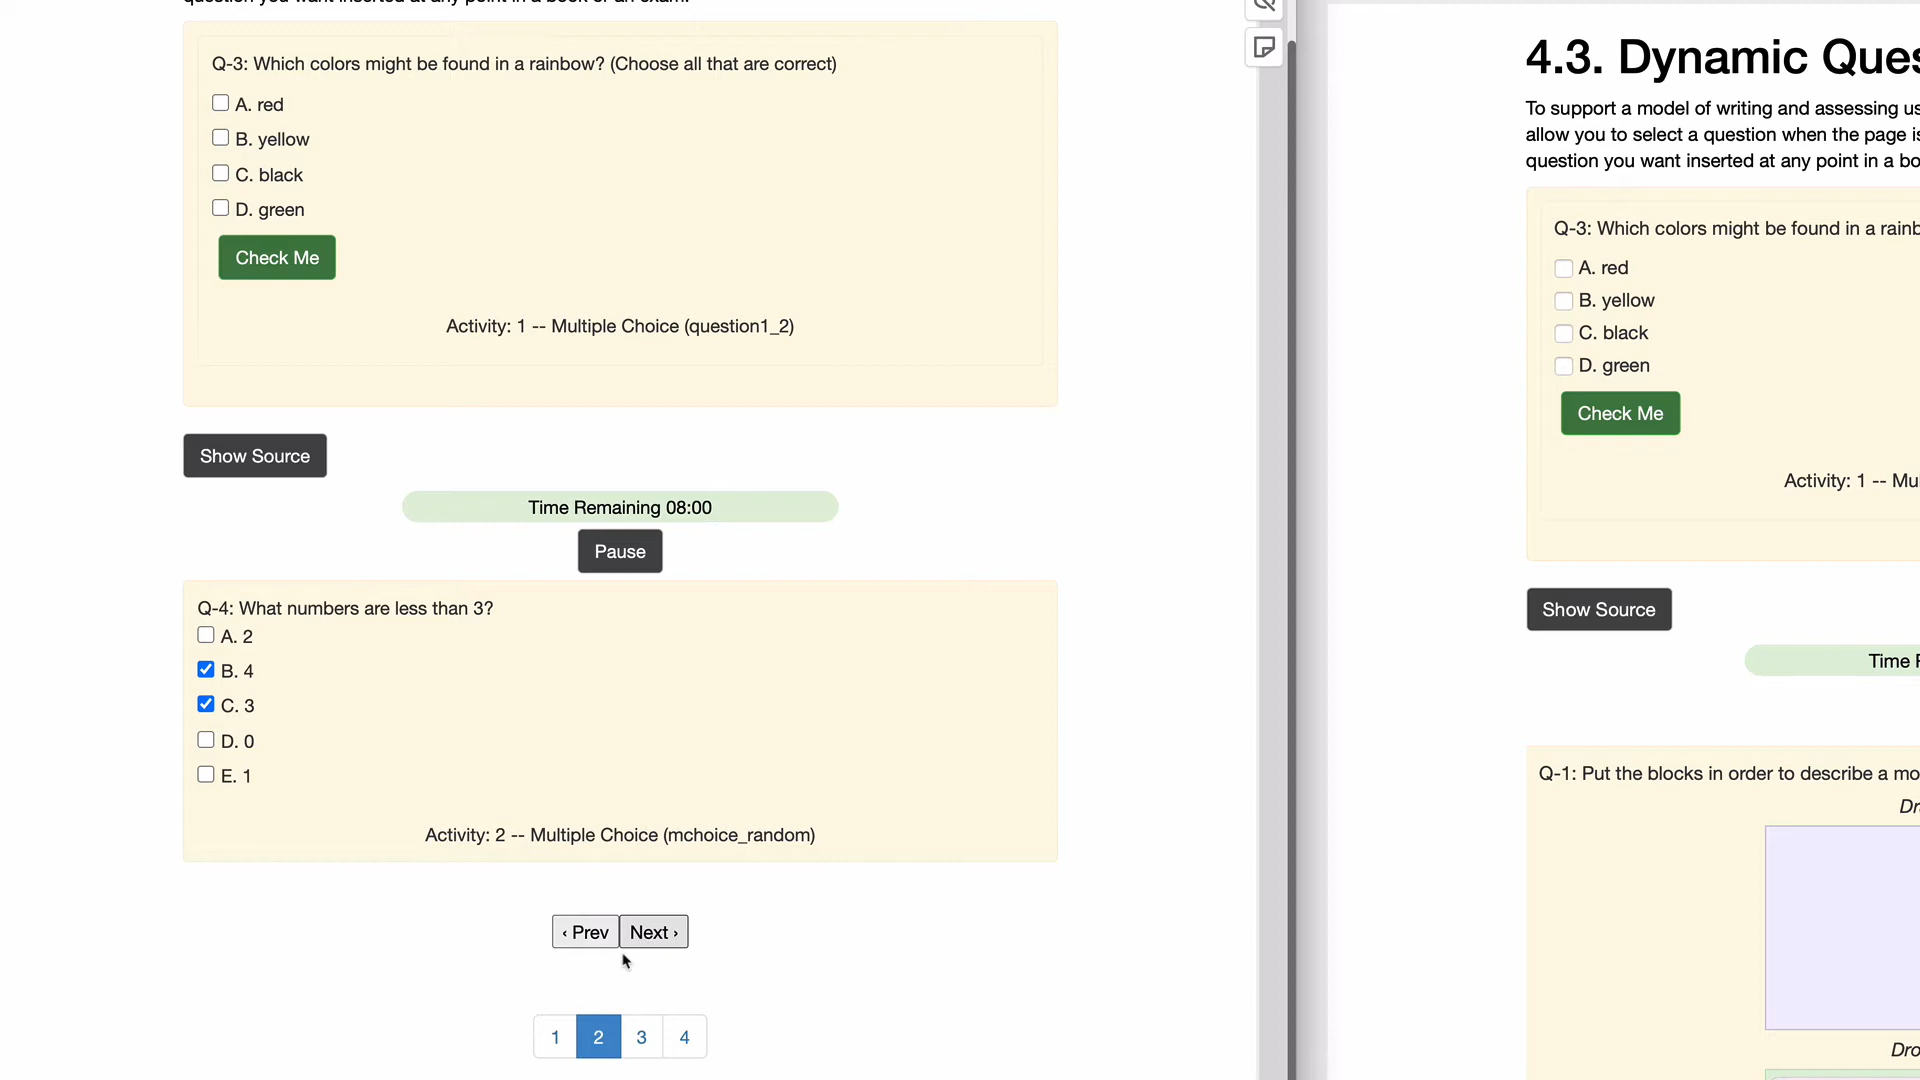 Q-3: Which colors might be found in a rainbow? (Choose all that are correct)
A. red
B. yellow
C. black
D. green
Check Me
Activity: 1 -- Multiple Choice (question1_2)
Show Source
Time Remaining 08:00
Pause
Q-4: What numbers are less than 3?
A. 2
B. 4
C. 3
D. 0
E. 1
Activity: 2 -- Multiple Choice (mchoice_random)
‹ Prev
Next ›
1 2 3 4
4.3. Dynamic Ques
To support a model of writing and assessing us
allow you to select a question when the page is
question you want inserted at any point in a bo
Q-3: Which colors might be found in a rainb
A. red
B. yellow
C. black
D. green
Check Me
Activity: 1 -- Mu
Show Source
Time
Q-1: Put the blocks in order to describe a mo
Dr
Dro